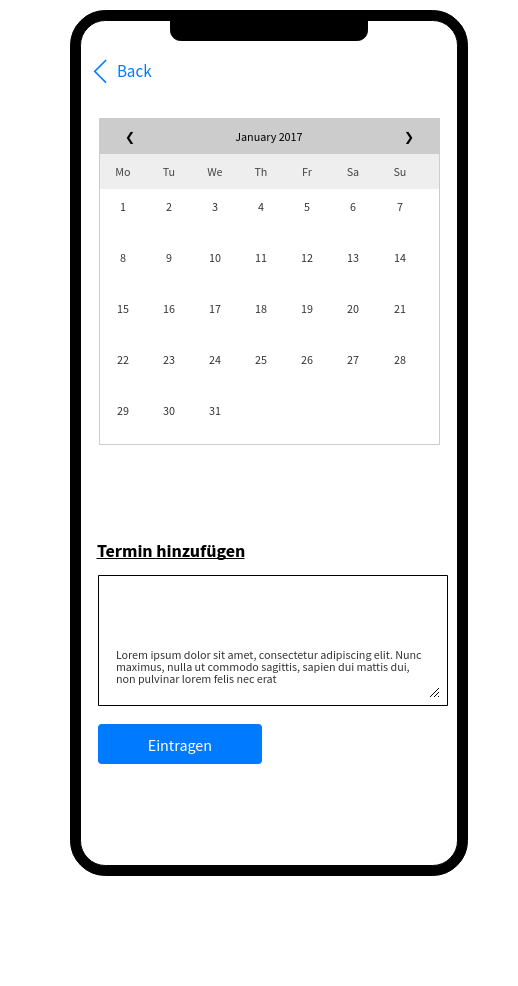 Back
❮ January 2017 ❯
Mo Tu We Th Fr Sa Su
1 2 3 4 5 6 7
8 9 10 11 12 13 14
15 16 17 18 19 20 21
22 23 24 25 26 27 28
29 30 31
Termin hinzufügen
Lorem ipsum dolor sit amet, consectetur adipiscing elit. Nunc
maximus, nulla ut commodo sagittis, sapien dui mattis dui,
non pulvinar lorem felis nec erat
Eintragen